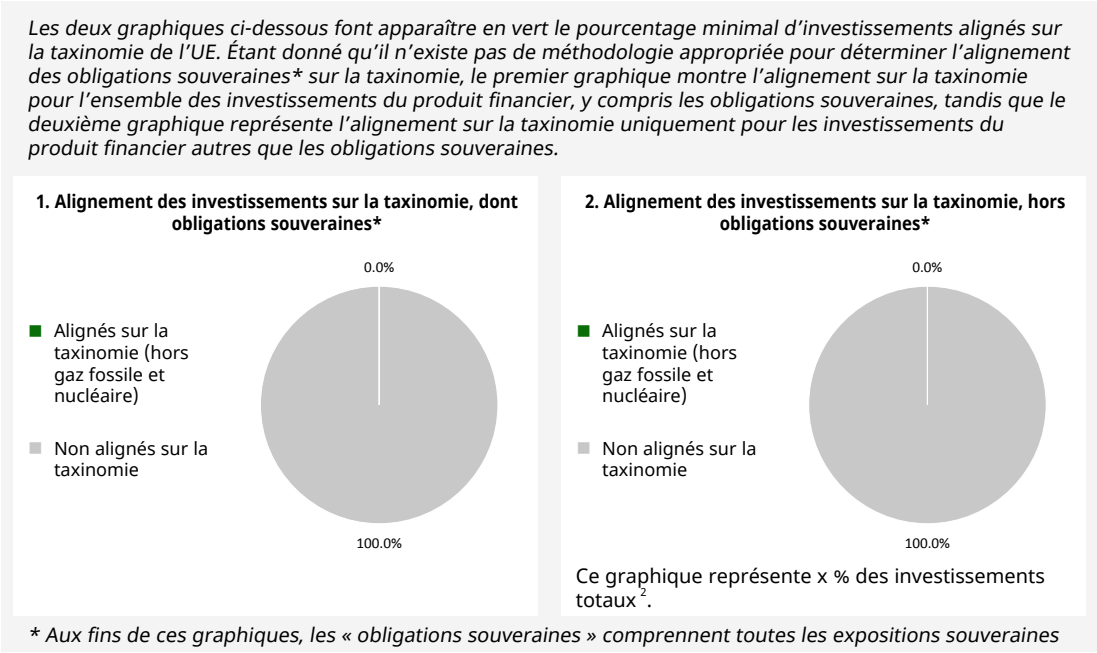 Les deux graphiques ci-dessous font apparaître en vert le pourcentage minimal d’investissements alignés sur
la taxinomie de l’UE. Étant donné qu’il n’existe pas de méthodologie appropriée pour déterminer l’alignement
des obligations souveraines* sur la taxinomie, le premier graphique montre l’alignement sur la taxinomie
pour l’ensemble des investissements du produit financier, y compris les obligations souveraines, tandis que le
deuxième graphique représente l’alignement sur la taxinomie uniquement pour les investissements du
produit financier autres que les obligations souveraines.
1. Alignement des investissements sur la taxinomie, dont
obligations souveraines*
0.0%
Alignés sur la
taxinomie (hors
gaz fossile et
nucléaire)
Non alignés sur la
taxinomie
100.0%
2. Alignement des investissements sur la taxinomie, hors
obligations souveraines*
0.0%
Alignés sur la
taxinomie (hors
gaz fossile et
nucléaire)
Non alignés sur la
taxinomie
100.0%
Ce graphique représente x % des investissements
totaux ².
* Aux fins de ces graphiques, les « obligations souveraines » comprennent toutes les expositions souveraines